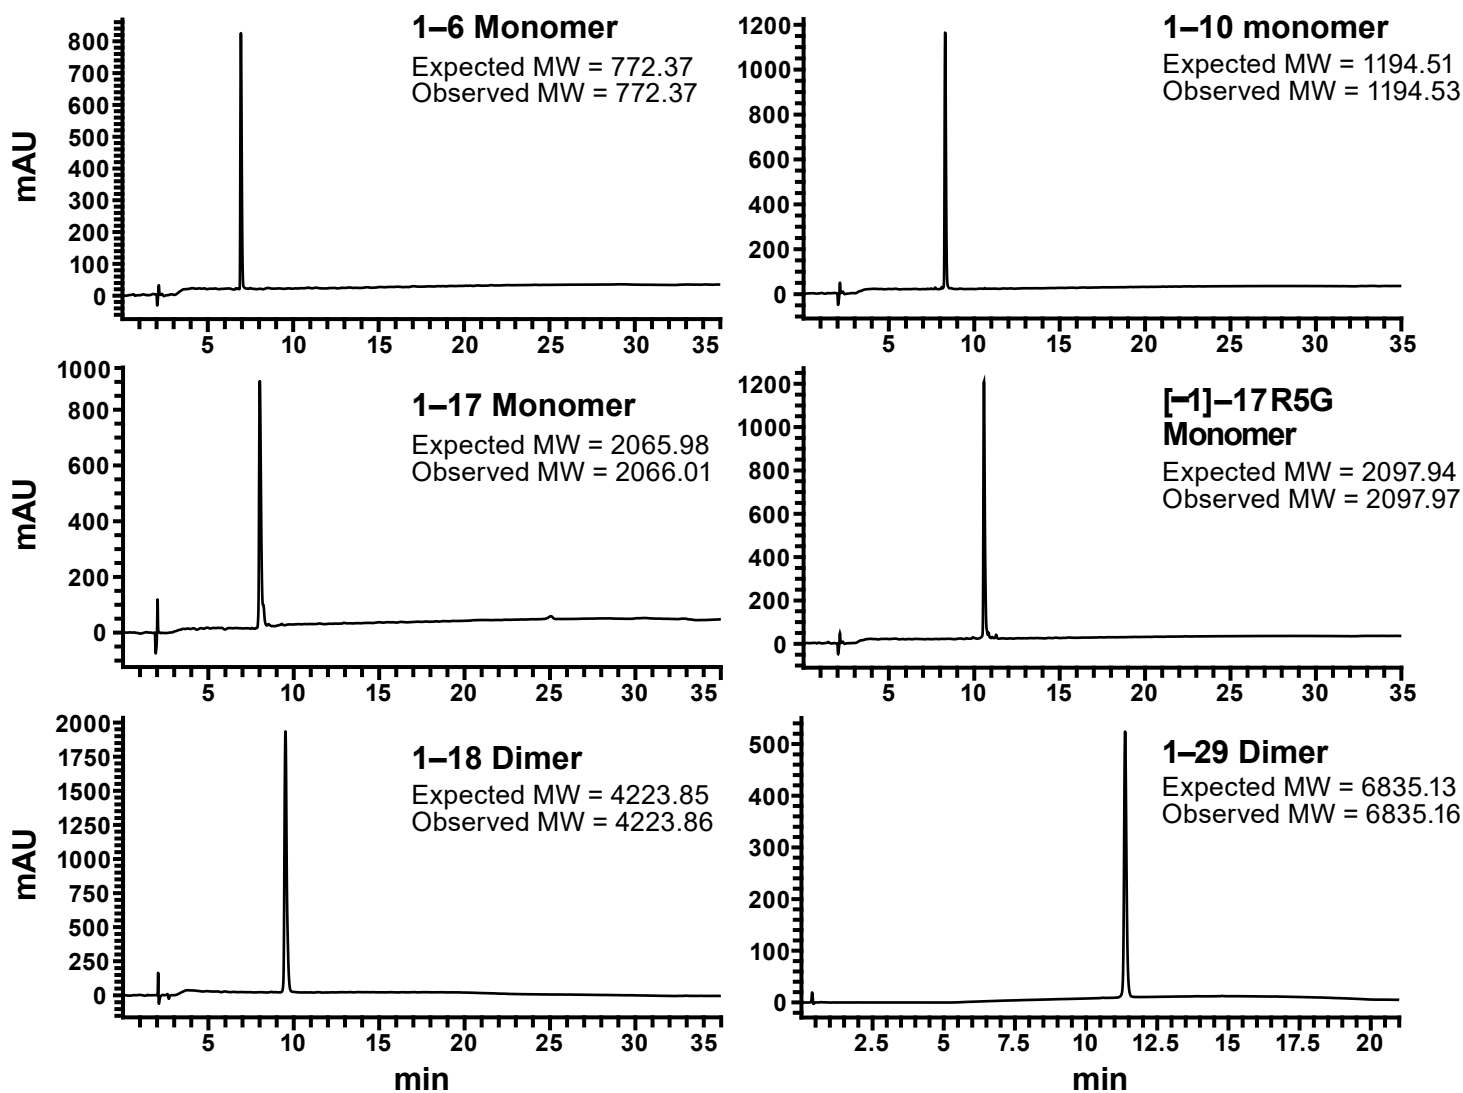 1–6 Monomer
Expected MW = 772.37
Observed MW = 772.37
mAU
800
700
600
500
400
300
200
100
0
5 10 15 20 25 30 35
1–10 monomer
Expected MW = 1194.51
Observed MW = 1194.53
1200
1000
800
600
400
200
0
5 10 15 20 25 30 35
1–17 Monomer
Expected MW = 2065.98
Observed MW = 2066.01
mAU
1000
800
600
400
200
0
5 10 15 20 25 30 35
[–1]–17R5G
Monomer
Expected MW = 2097.94
Observed MW = 2097.97
1200
1000
800
600
400
200
0
5 10 15 20 25 30 35
1–18 Dimer
Expected MW = 4223.85
Observed MW = 4223.86
mAU
2000
1750
1500
1250
1000
750
500
250
0
5 10 15 20 25 30 35
min
1–29 Dimer
Expected MW = 6835.13
Observed MW = 6835.16
500
400
300
200
100
0
2.5 5 7.5 10 12.5 15 17.5 20
min